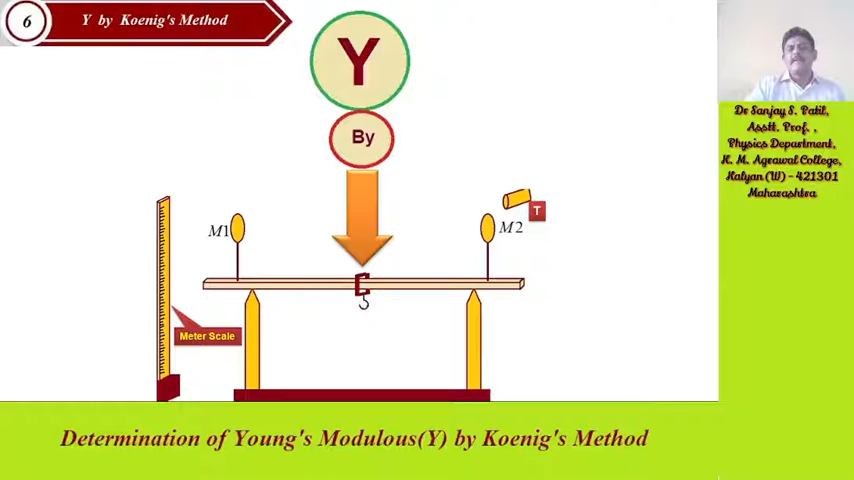 6
Y by Koenig's Method
Y
By
T
M1
M2
Meter Scale
Determination of Young's Modulous(Y) by Koenig's Method
Dr Sanjay S. Patil,
Asstt. Prof. ,
Physics Department,
K. M. Agrawal College,
Kalyan (W) - 421301
Maharashtra